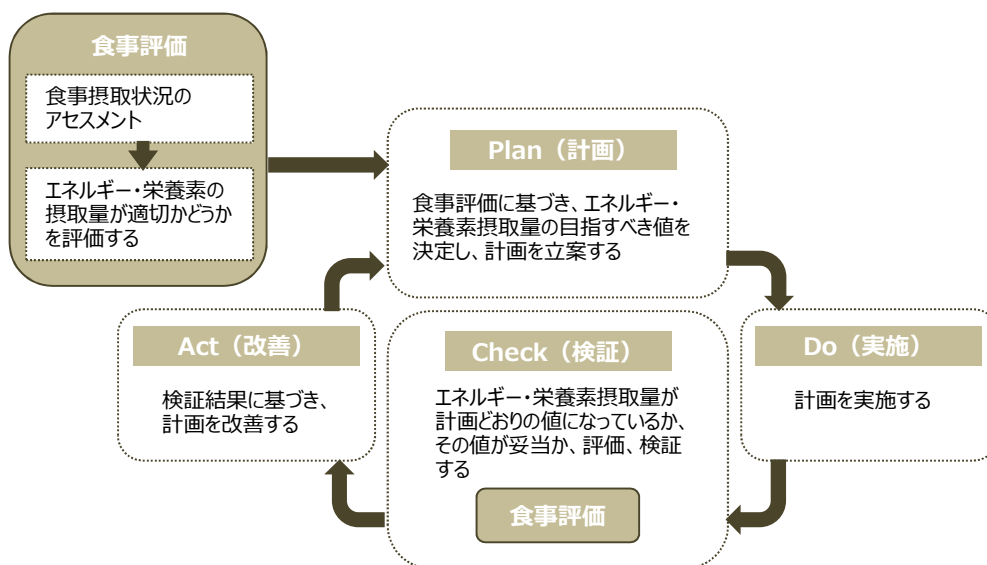 食事評価
食事摂取状況の
アセスメント
エネルギー・栄養素の
摂取量が適切かどうか
を評価する
Plan（計画）
食事評価に基づき、エネルギー・
栄養素摂取量の目指すべき値を
決定し、計画を立案する
Act（改善）
検証結果に基づき、
計画を改善する
Check（検証）
エネルギー・栄養素摂取量が
計画どおりの値になっているか、
その値が妥当か、評価、検証
する
食事評価
Do（実施）
計画を実施する